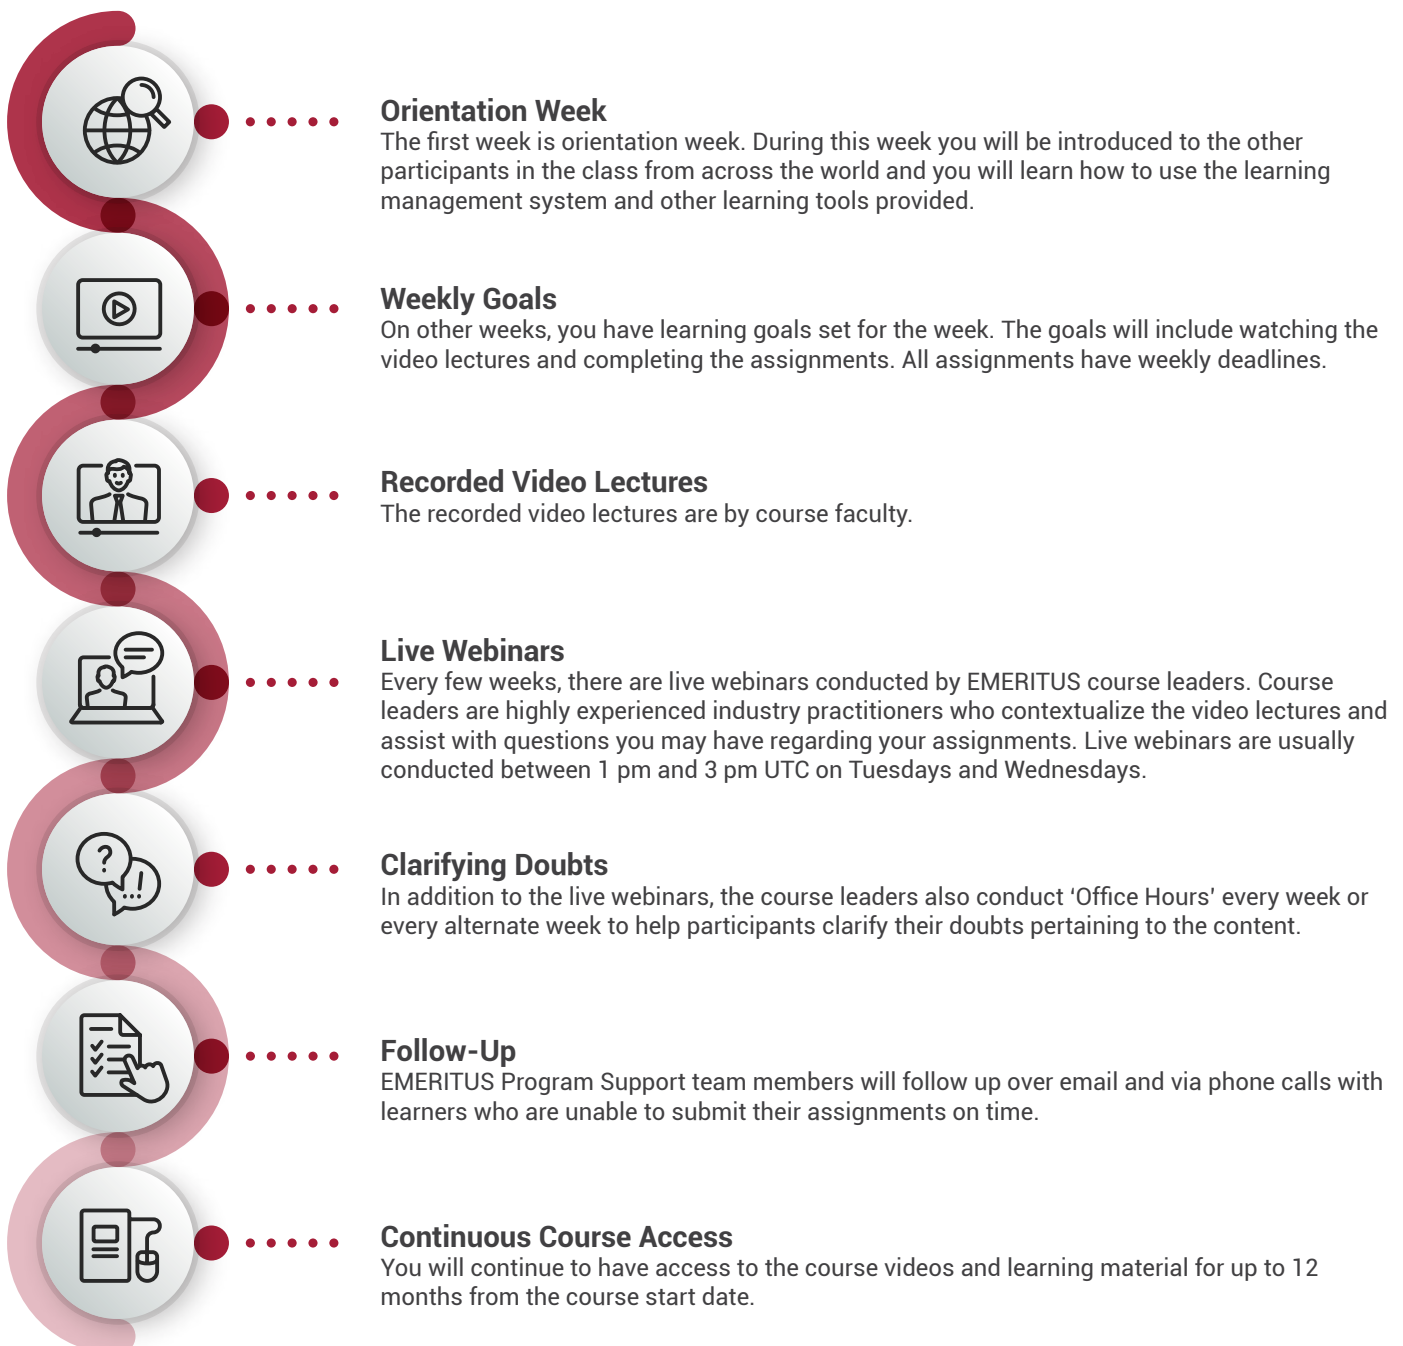 Orientation Week
The first week is orientation week. During this week you will be introduced to the other
participants in the class from across the world and you will learn how to use the learning
management system and other learning tools provided.
Weekly Goals
On other weeks, you have learning goals set for the week. The goals will include watching the
video lectures and completing the assignments. All assignments have weekly deadlines.
Recorded Video Lectures
The recorded video lectures are by course faculty.
Live Webinars
Every few weeks, there are live webinars conducted by EMERITUS course leaders. Course
leaders are highly experienced industry practitioners who contextualize the video lectures and
assist with questions you may have regarding your assignments. Live webinars are usually
conducted between 1 pm and 3 pm UTC on Tuesdays and Wednesdays.
Clarifying Doubts
In addition to the live webinars, the course leaders also conduct ‘Office Hours’ every week or
every alternate week to help participants clarify their doubts pertaining to the content.
Follow-Up
EMERITUS Program Support team members will follow up over email and via phone calls with
learners who are unable to submit their assignments on time.
Continuous Course Access
You will continue to have access to the course videos and learning material for up to 12
months from the course start date.